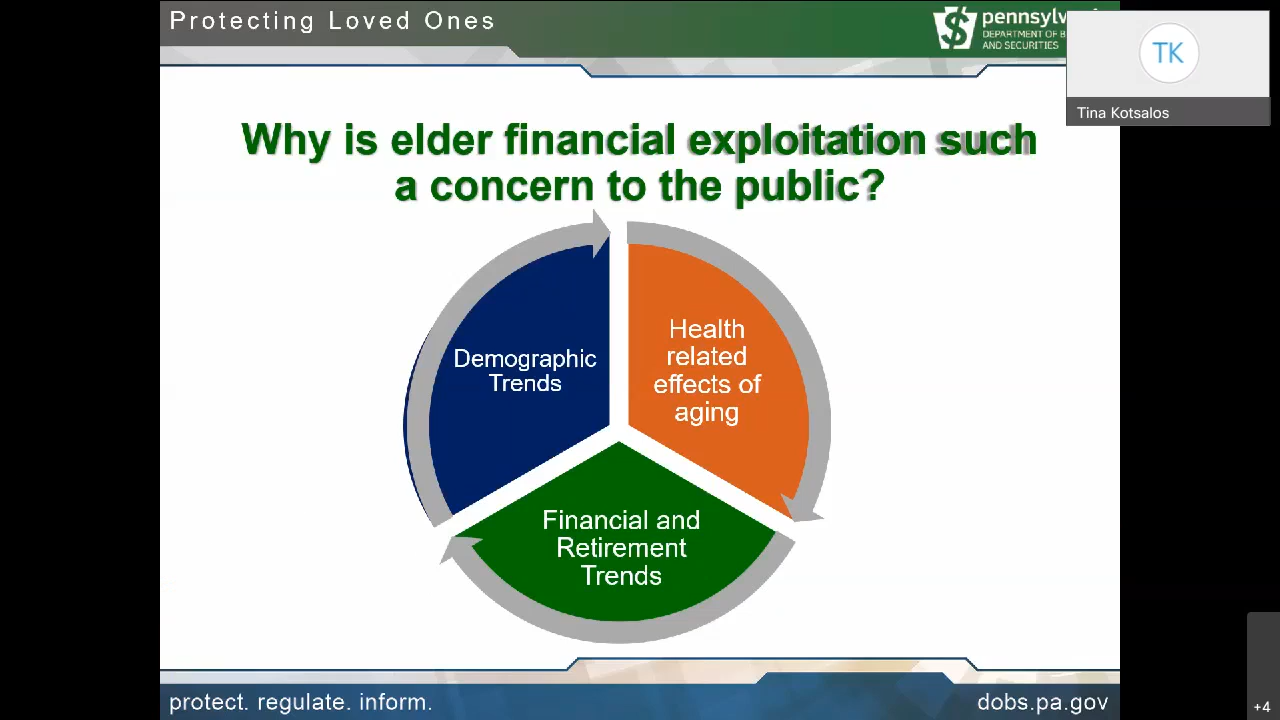 Protecting Loved Ones
DEPARTMENT OF
AND SECURITIES
TK
Tina Kotsalos
Why is elder financial exploitation such
a concern to the public?
Demographic
Trends
Health
related
effects of
aging
Financial and
Retirement
Trends
protect. regulate. inform.
dobs.pa.gov
+4